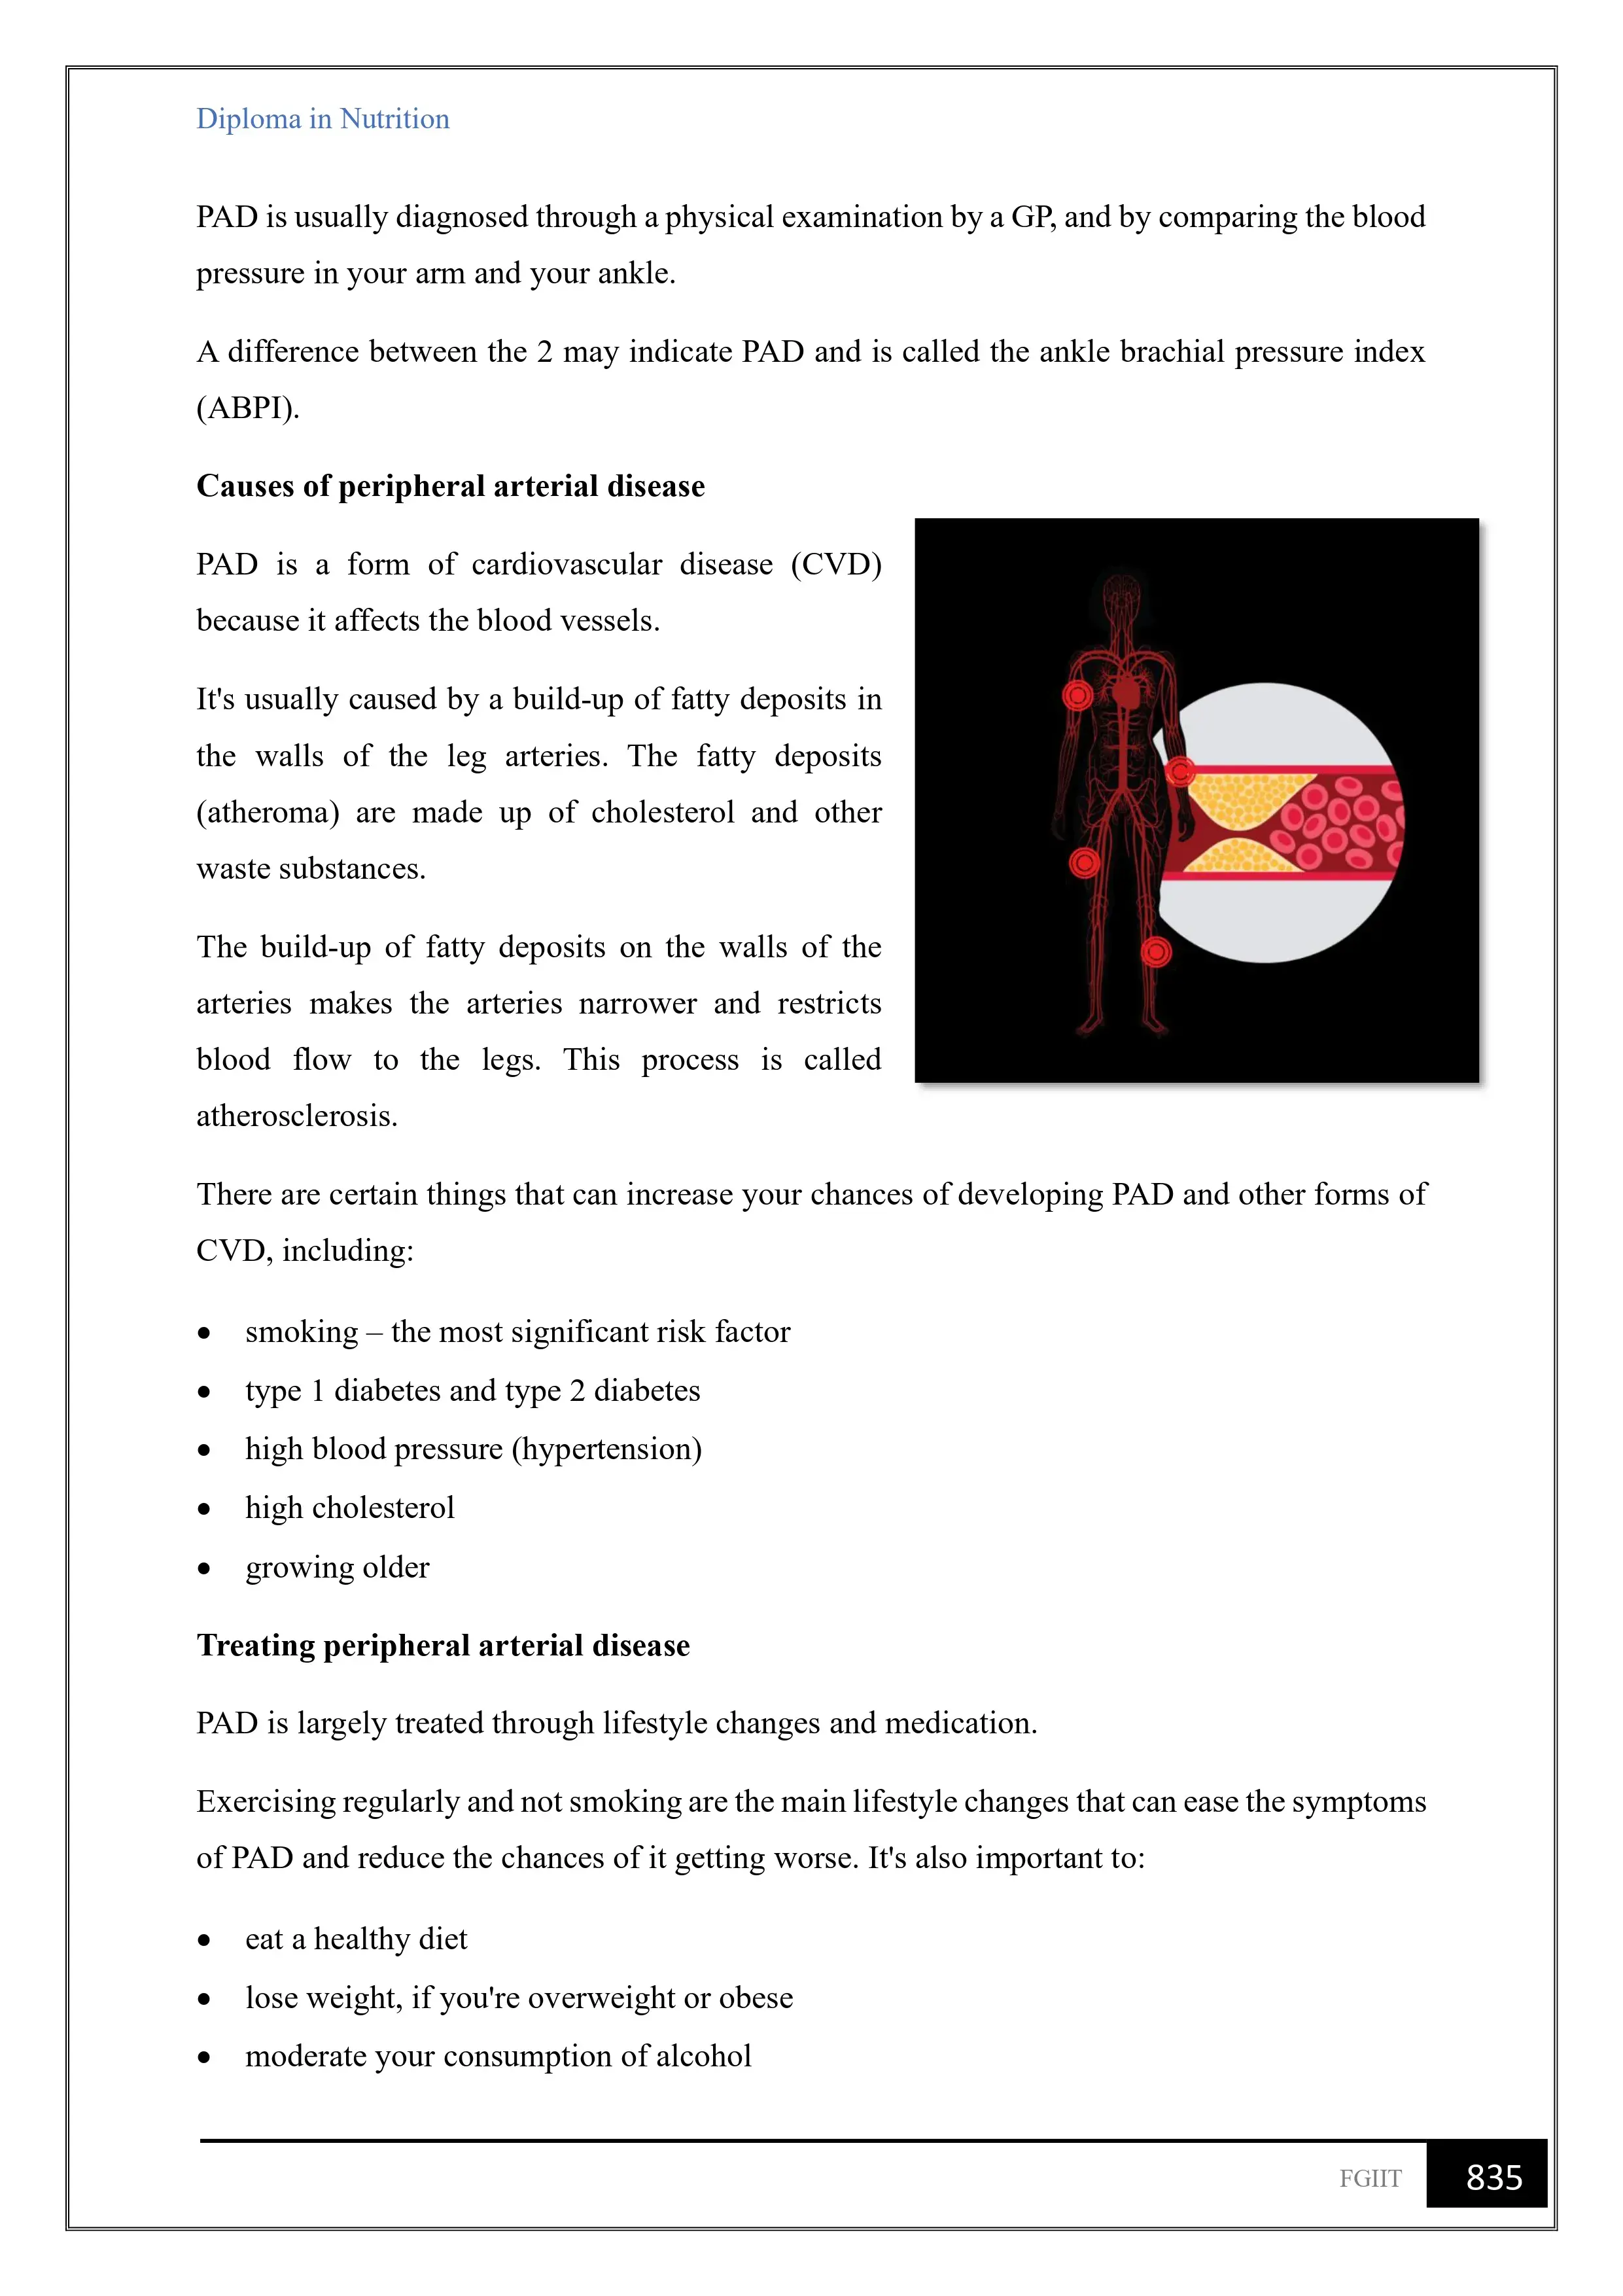 Diploma in Nutrition
PAD is usually diagnosed through a physical examination by a GP, and by comparing the blood
pressure in your arm and your ankle.
A difference between the 2 may indicate PAD and is called the ankle brachial pressure index
(ABPI).
Causes of peripheral arterial disease
PAD is a form of cardiovascular disease (CVD)
because it affects the blood vessels.
It's usually caused by a build-up of fatty deposits in
the walls of the leg arteries. The fatty deposits
(atheroma) are made up of cholesterol and other
waste substances.
The build-up of fatty deposits on the walls of the
arteries makes the arteries narrower and restricts
blood flow to the legs. This process is called
atherosclerosis.
There are certain things that can increase your chances of developing PAD and other forms of
CVD, including:
• smoking – the most significant risk factor
• type 1 diabetes and type 2 diabetes
• high blood pressure (hypertension)
• high cholesterol
• growing older
Treating peripheral arterial disease
PAD is largely treated through lifestyle changes and medication.
Exercising regularly and not smoking are the main lifestyle changes that can ease the symptoms
of PAD and reduce the chances of it getting worse. It's also important to:
• eat a healthy diet
• lose weight, if you're overweight or obese
• moderate your consumption of alcohol
FGIIT 835